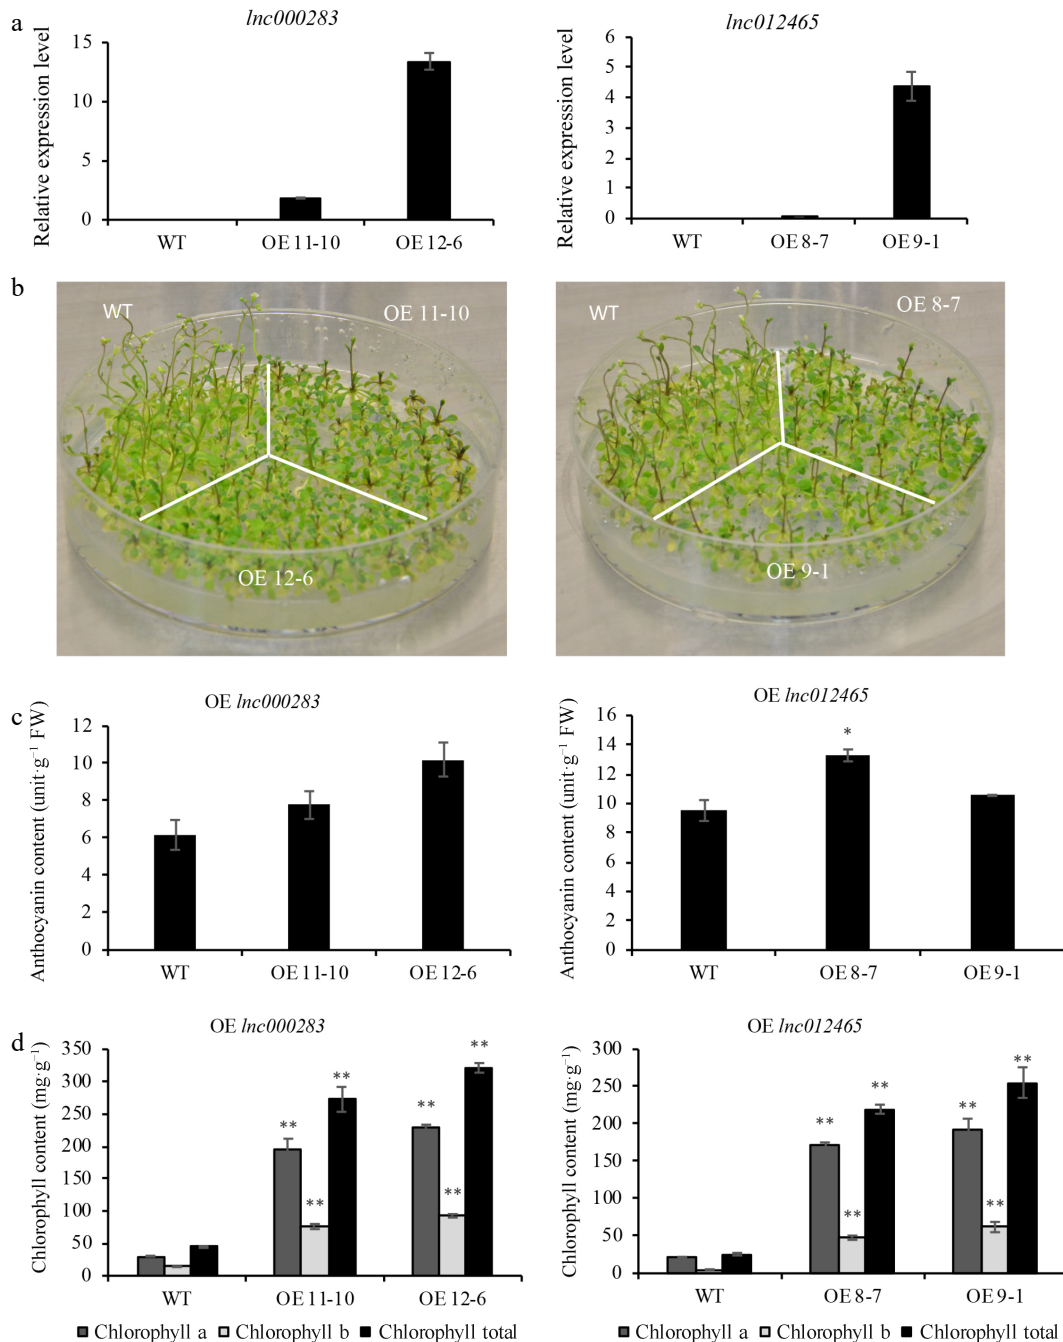 a
lnc000283
Relative expression level
15
10
5
0
WT
OE 11-10
OE 12-6
lnc012465
Relative expression level
6
5
4
3
2
1
0
WT
OE 8-7
OE 9-1
b
WT
OE 11-10
OE 12-6
WT
OE 8-7
OE 9-1
c
OE lnc000283
Anthocyanin content (unit·g⁻¹ FW)
12
10
8
6
4
2
0
WT
OE 11-10
OE 12-6
OE lnc012465
Anthocyanin content (unit·g⁻¹ FW)
16
14
12
10
8
6
4
2
0
*
WT
OE 8-7
OE 9-1
d
OE lnc000283
Chlorophyll content (mg·g⁻¹)
350
300
250
200
150
100
50
0
**
**
**
**
**
**
WT
OE 11-10
OE 12-6
Chlorophyll a
Chlorophyll b
Chlorophyll total
OE lnc012465
Chlorophyll content (mg·g⁻¹)
300
250
200
150
100
50
0
**
**
**
**
**
**
WT
OE 8-7
OE 9-1
Chlorophyll a
Chlorophyll b
Chlorophyll total